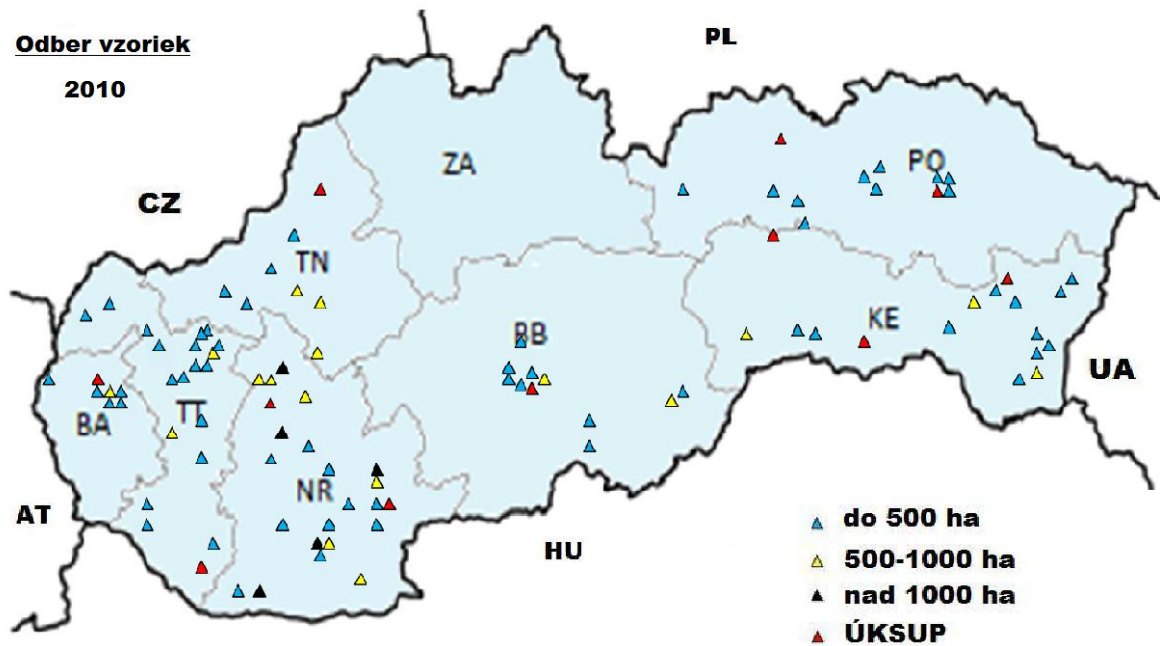 Odber vzoriek
2010
PL
CZ
ZA
PO
TN
BB
KE
UA
BA
TT
NR
AT
HU
do 500 ha
500-1000 ha
nad 1000 ha
ÚKSUP